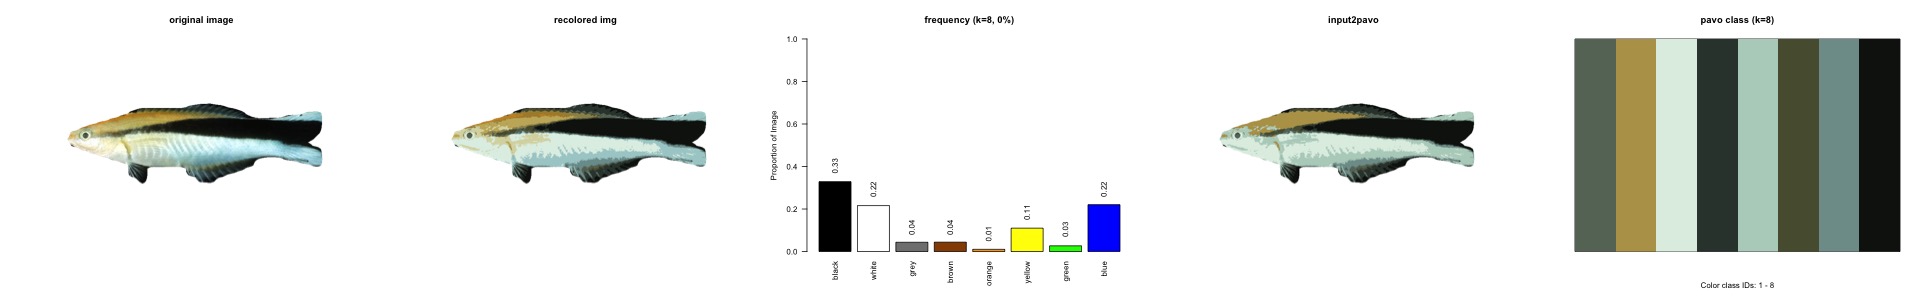 original image
recolored img
frequency (k=8, 0%)
input2pavo
pavo class (k=8)
Proportion of Image
1.0
0.8
0.6
0.4
0.2
0.0
0.33
0.22
0.04
0.04
0.01
0.11
0.03
0.22
black
white
grey
brown
orange
yellow
green
blue
Color class IDs: 1 - 8